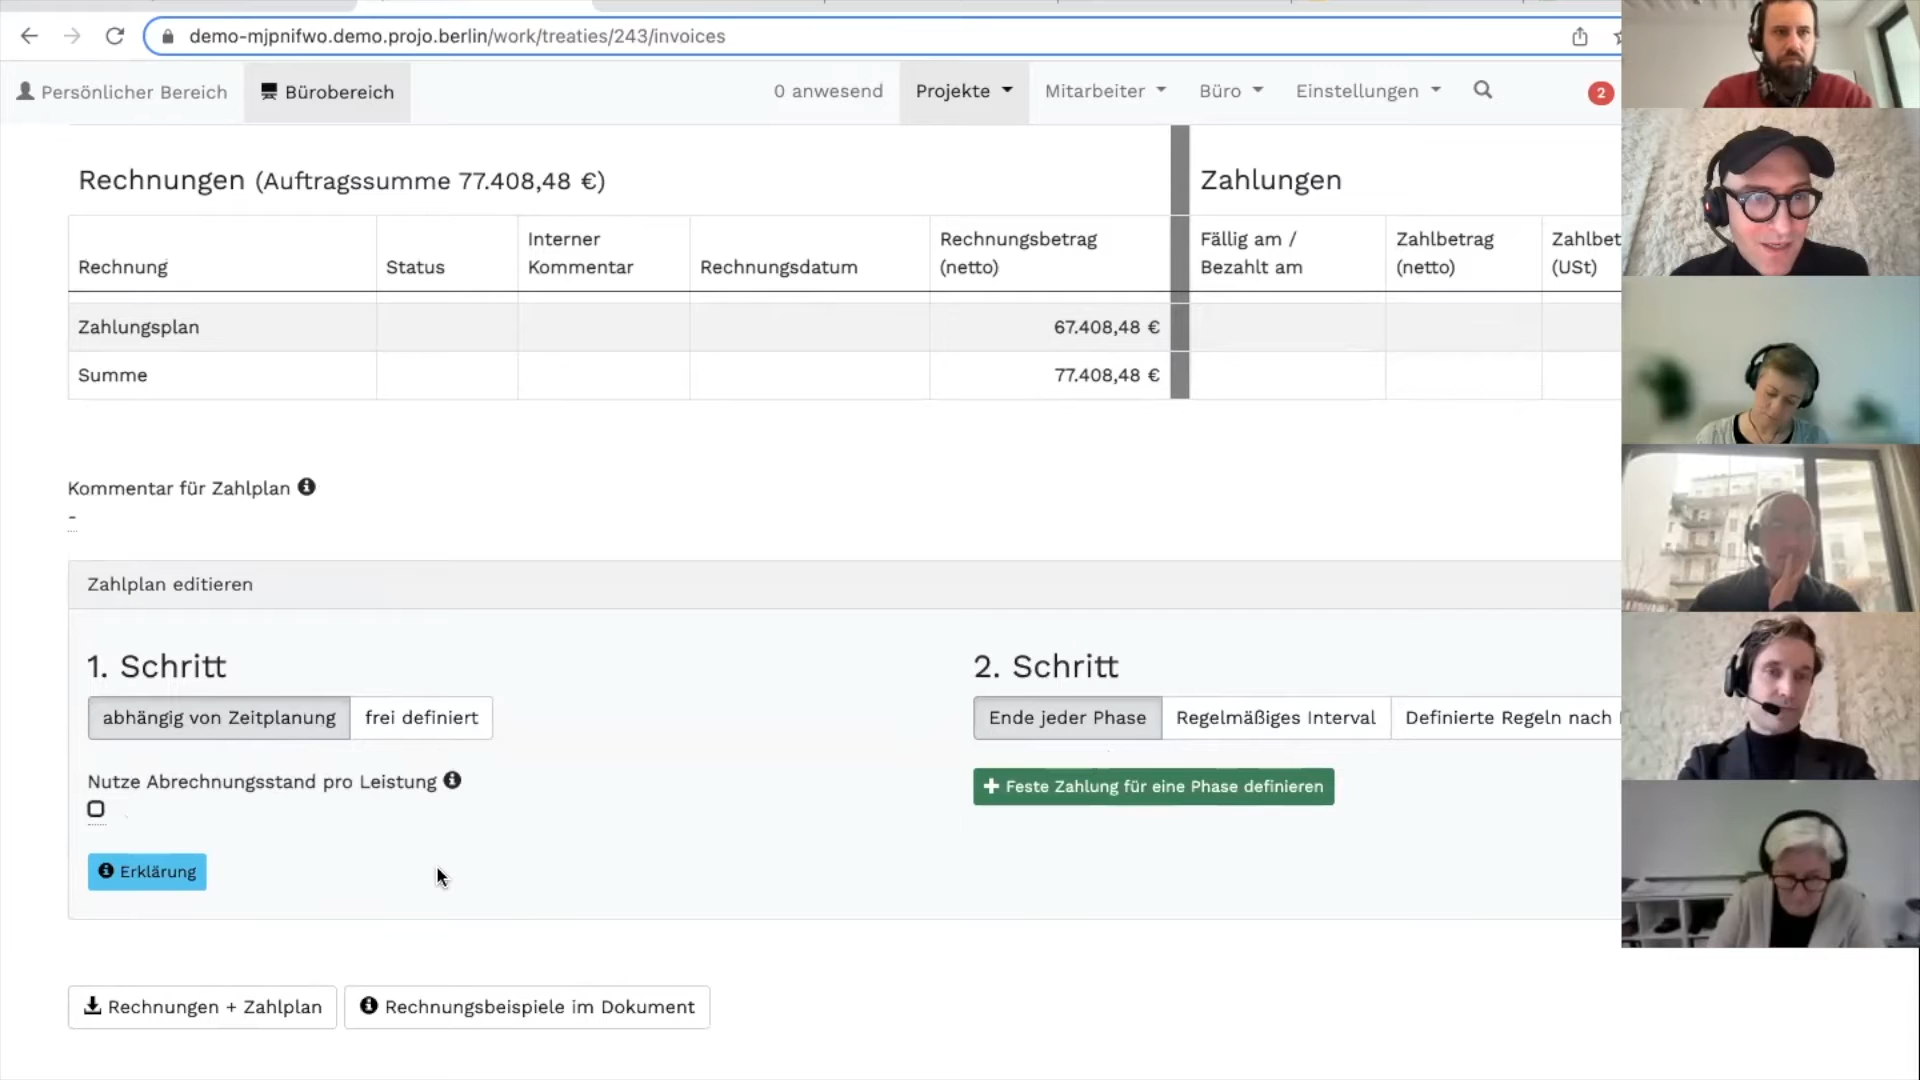 demo-mjpnifwo.demo.projo.berlin/work/treaties/243/invoices
Persönlicher Bereich
Bürobereich
0 anwesend
Projekte
Mitarbeiter
Büro
Einstellungen
2
Rechnungen (Auftragssumme 77.408,48 €)
Zahlungen
Rechnung
Status
Interner
Kommentar
Rechnungsdatum
Rechnungsbetrag
(netto)
Fällig am /
Bezahlt am
Zahlbetrag
(netto)
Zahlbet
(USt)
Zahlungsplan
67.408,48 €
Summe
77.408,48 €
Kommentar für Zahlplan
-
Zahlplan editieren
1. Schritt
abhängig von Zeitplanung
frei definiert
Nutze Abrechnungsstand pro Leistung
Erklärung
2. Schritt
Ende jeder Phase
Regelmäßiges Interval
Definierte Regeln nach
Feste Zahlung für eine Phase definieren
Rechnungen + Zahlplan
Rechnungsbeispiele im Dokument